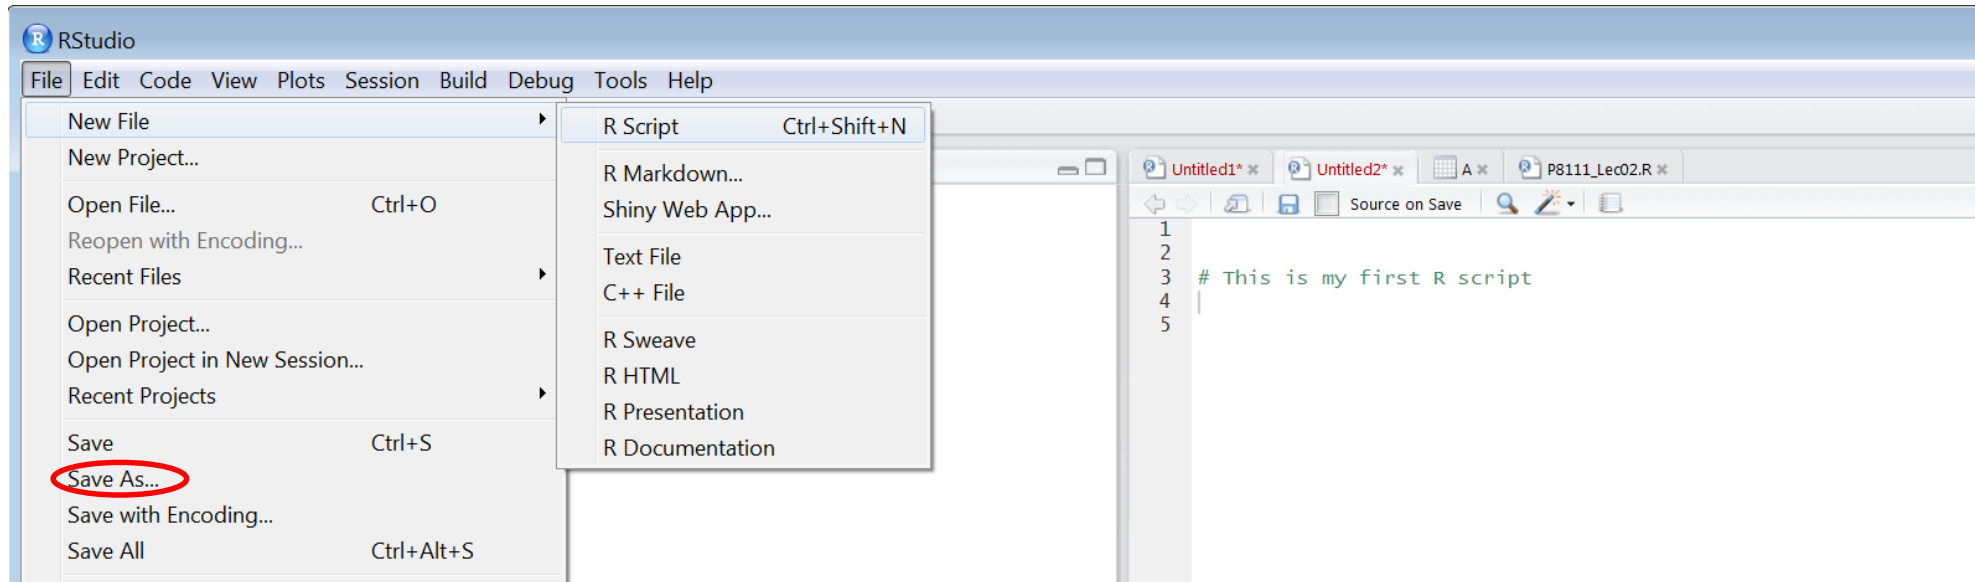 R RStudio
File Edit Code View Plots Session Build Debug Tools Help
New File
New Project...
Open File... Ctrl+O
Reopen with Encoding...
Recent Files
Open Project...
Open Project in New Session...
Recent Projects
Save Ctrl+S
Save As...
Save with Encoding...
Save All Ctrl+Alt+S
R Script Ctrl+Shift+N
R Markdown...
Shiny Web App...
Text File
C++ File
R Sweave
R HTML
R Presentation
R Documentation
Untitled1* Untitled2* A P8111_Lec02.R
Source on Save
1
2
3 # This is my first R script
4
5